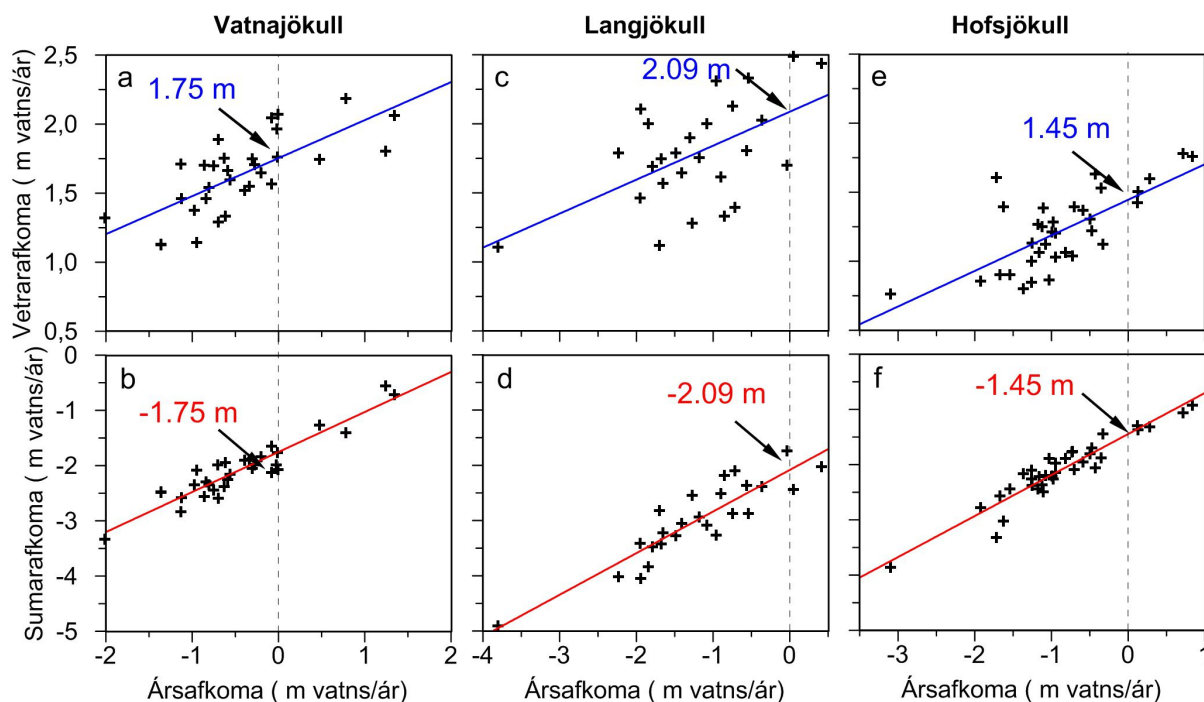 Vatnajökull Langjökull Hofsjökull
Vetrarafkoma ( m vatns/ár)
2,5
2,0
1,5
1,0
0,5
a
1.75 m
c
2.09 m
e
1.45 m
Sumarafkoma ( m vatns/ár)
0
-1
-2
-3
-4
-5
b
-1.75 m
d
-2.09 m
f
-1.45 m
-2 -1 0 1 2
-4 -3 -2 -1 0
-3 -2 -1 0 1
Ársafkoma ( m vatns/ár) Ársafkoma ( m vatns/ár) Ársafkoma ( m vatns/ár)